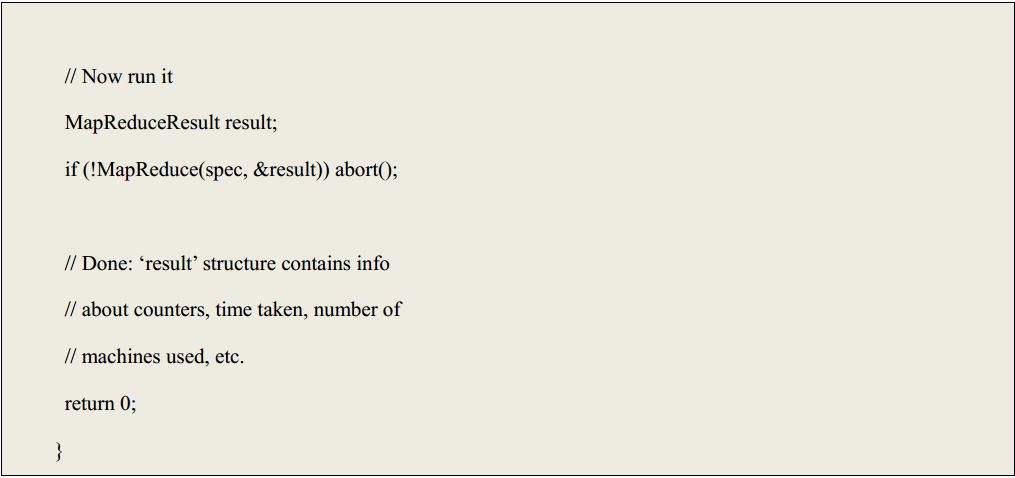 // Now run it
MapReduceResult result;
if (!MapReduce(spec, &result)) abort();
// Done: ‘result’ structure contains info
// about counters, time taken, number of
// machines used, etc.
return 0;
}